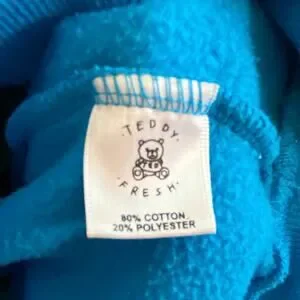 TEDDY
FRESH
80% COTTON
20% POLYESTER